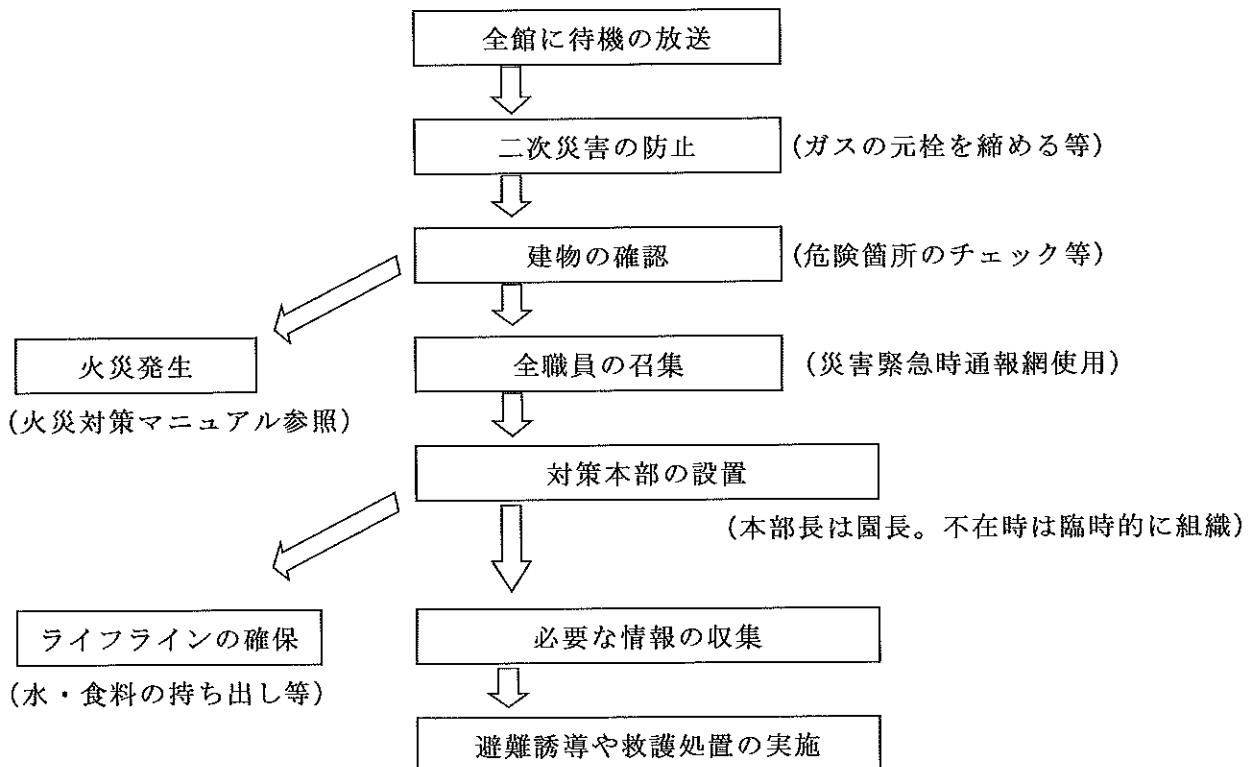 全館に待機の放送
二次災害の防止
(ガスの元栓を締める等)
建物の確認
(危険箇所のチェック等)
火災発生
(火災対策マニュアル参照)
全職員の召集
(災害緊急時通報網使用)
対策本部の設置
(本部長は園長。不在時は臨時的に組織)
ライフラインの確保
(水・食料の持ち出し等)
必要な情報の収集
避難誘導や救護処置の実施